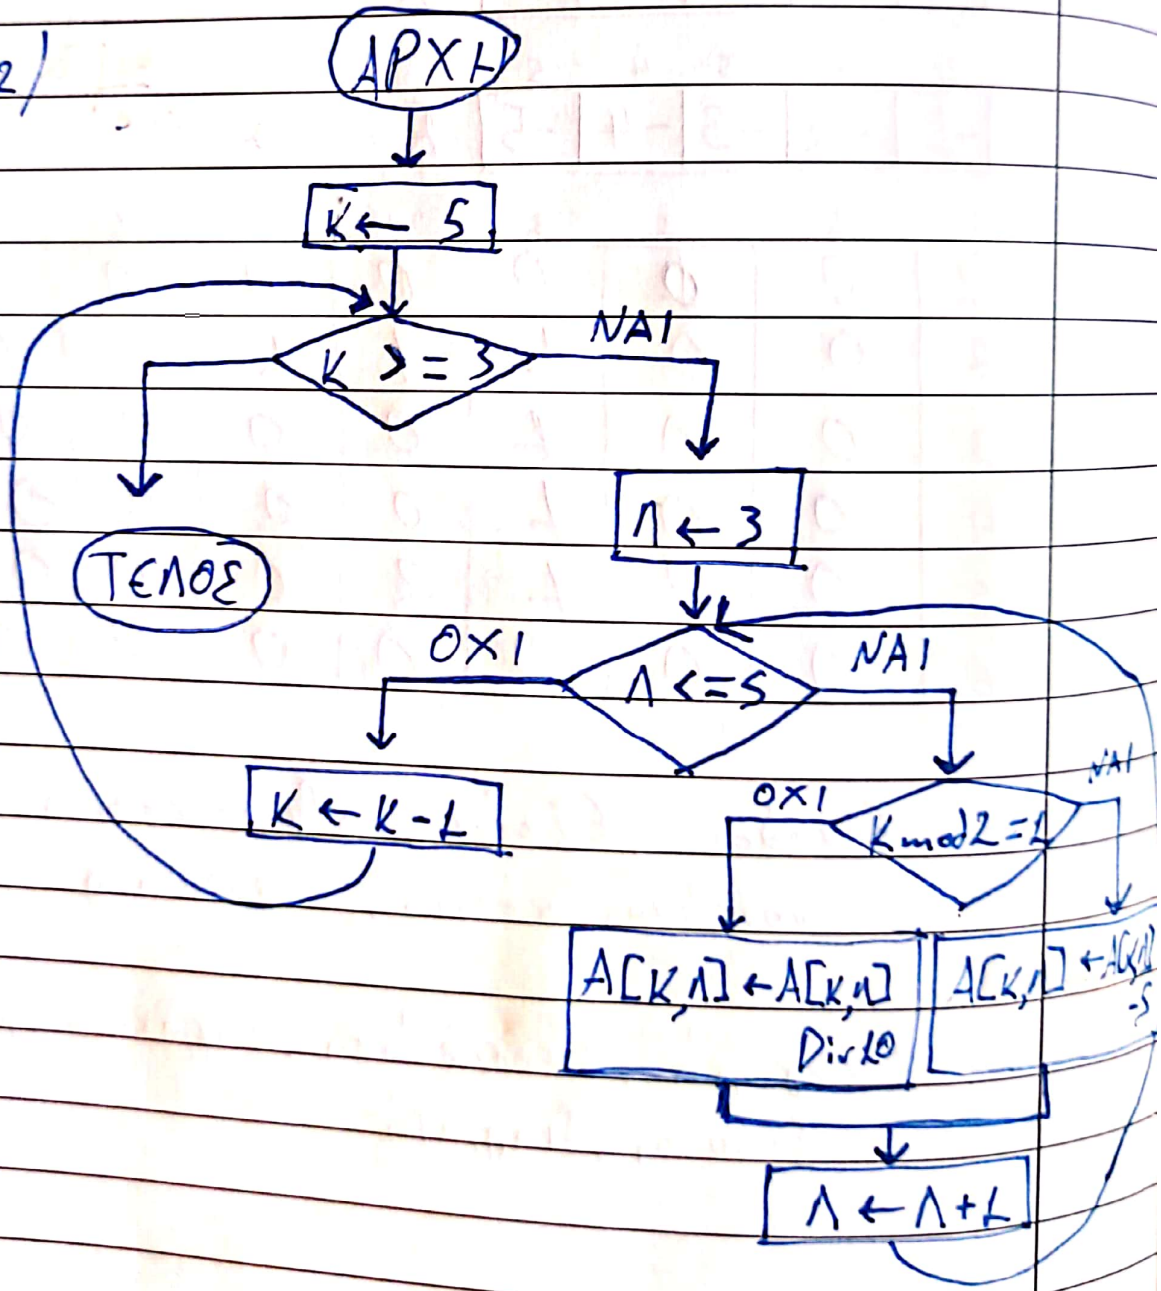 2)
ΑΡΧΗ
Κ ← 5
Κ >= 3
ΝΑΙ
Λ ← 3
ΤΕΛΟΣ
ΟΧΙ
Λ <= 5
ΝΑΙ
Κ ← Κ - 1
ΟΧΙ
Κ mod 2 = 1
ΝΑΙ
Α[Κ,Λ] ← Α[Κ,Λ]
Div 10
Α[Κ,Λ] ← Α[Κ,Λ]
-5
Λ ← Λ + 1